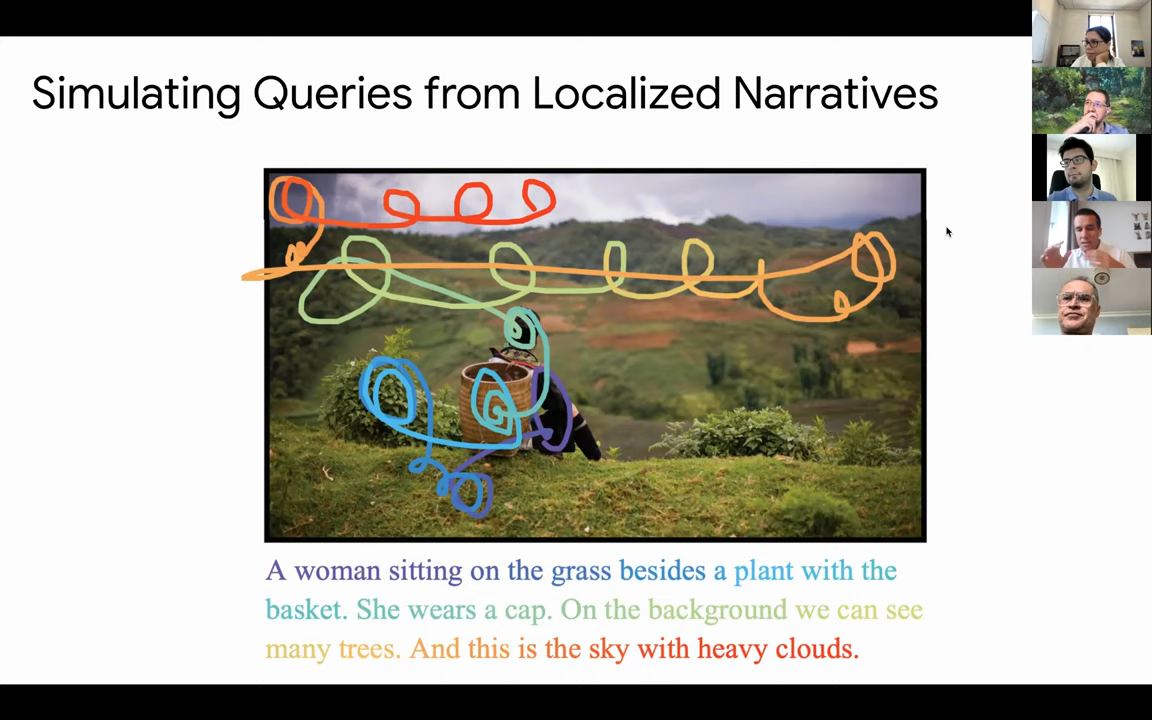 Simulating Queries from Localized Narratives
A woman sitting on the grass besides a plant with the
basket. She wears a cap. On the background we can see
many trees. And this is the sky with heavy clouds.